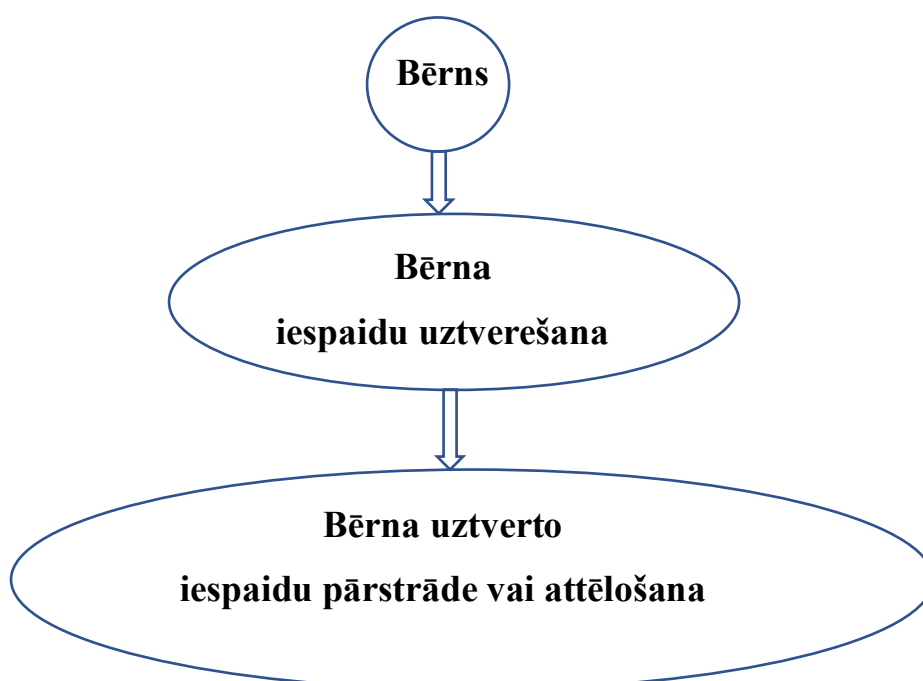 Bērns
Bērna
iespaidu uztverešana
Bērna uztverto
iespaidu pārstrāde vai attēlošana